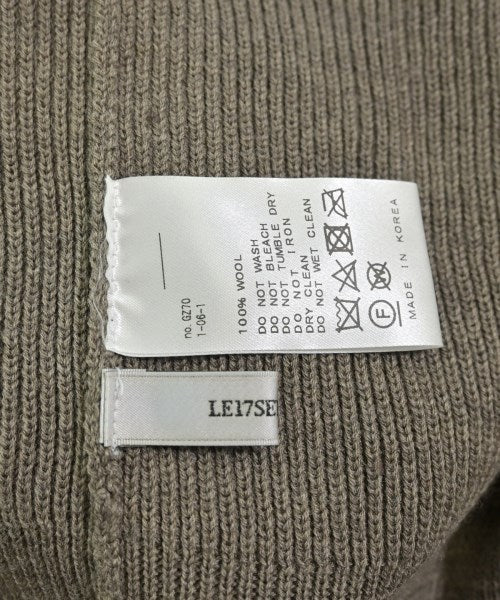 no. GZ70
1-06-1
100% WOOL
DO NOT WASH
DO NOT BLEACH
DO NOT TUMBLE DRY
DO NOT IRON
DRY CLEAN
DO NOT WET CLEAN
F
MADE IN KOREA
LE17SE